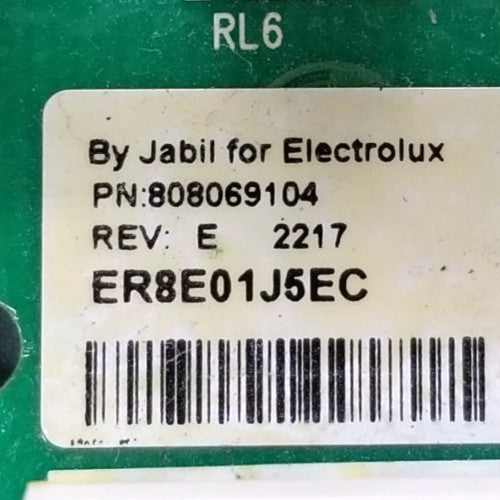 RL6
By Jabil for Electrolux
PN:808069104
REV: E 2217
ER8E01J5EC